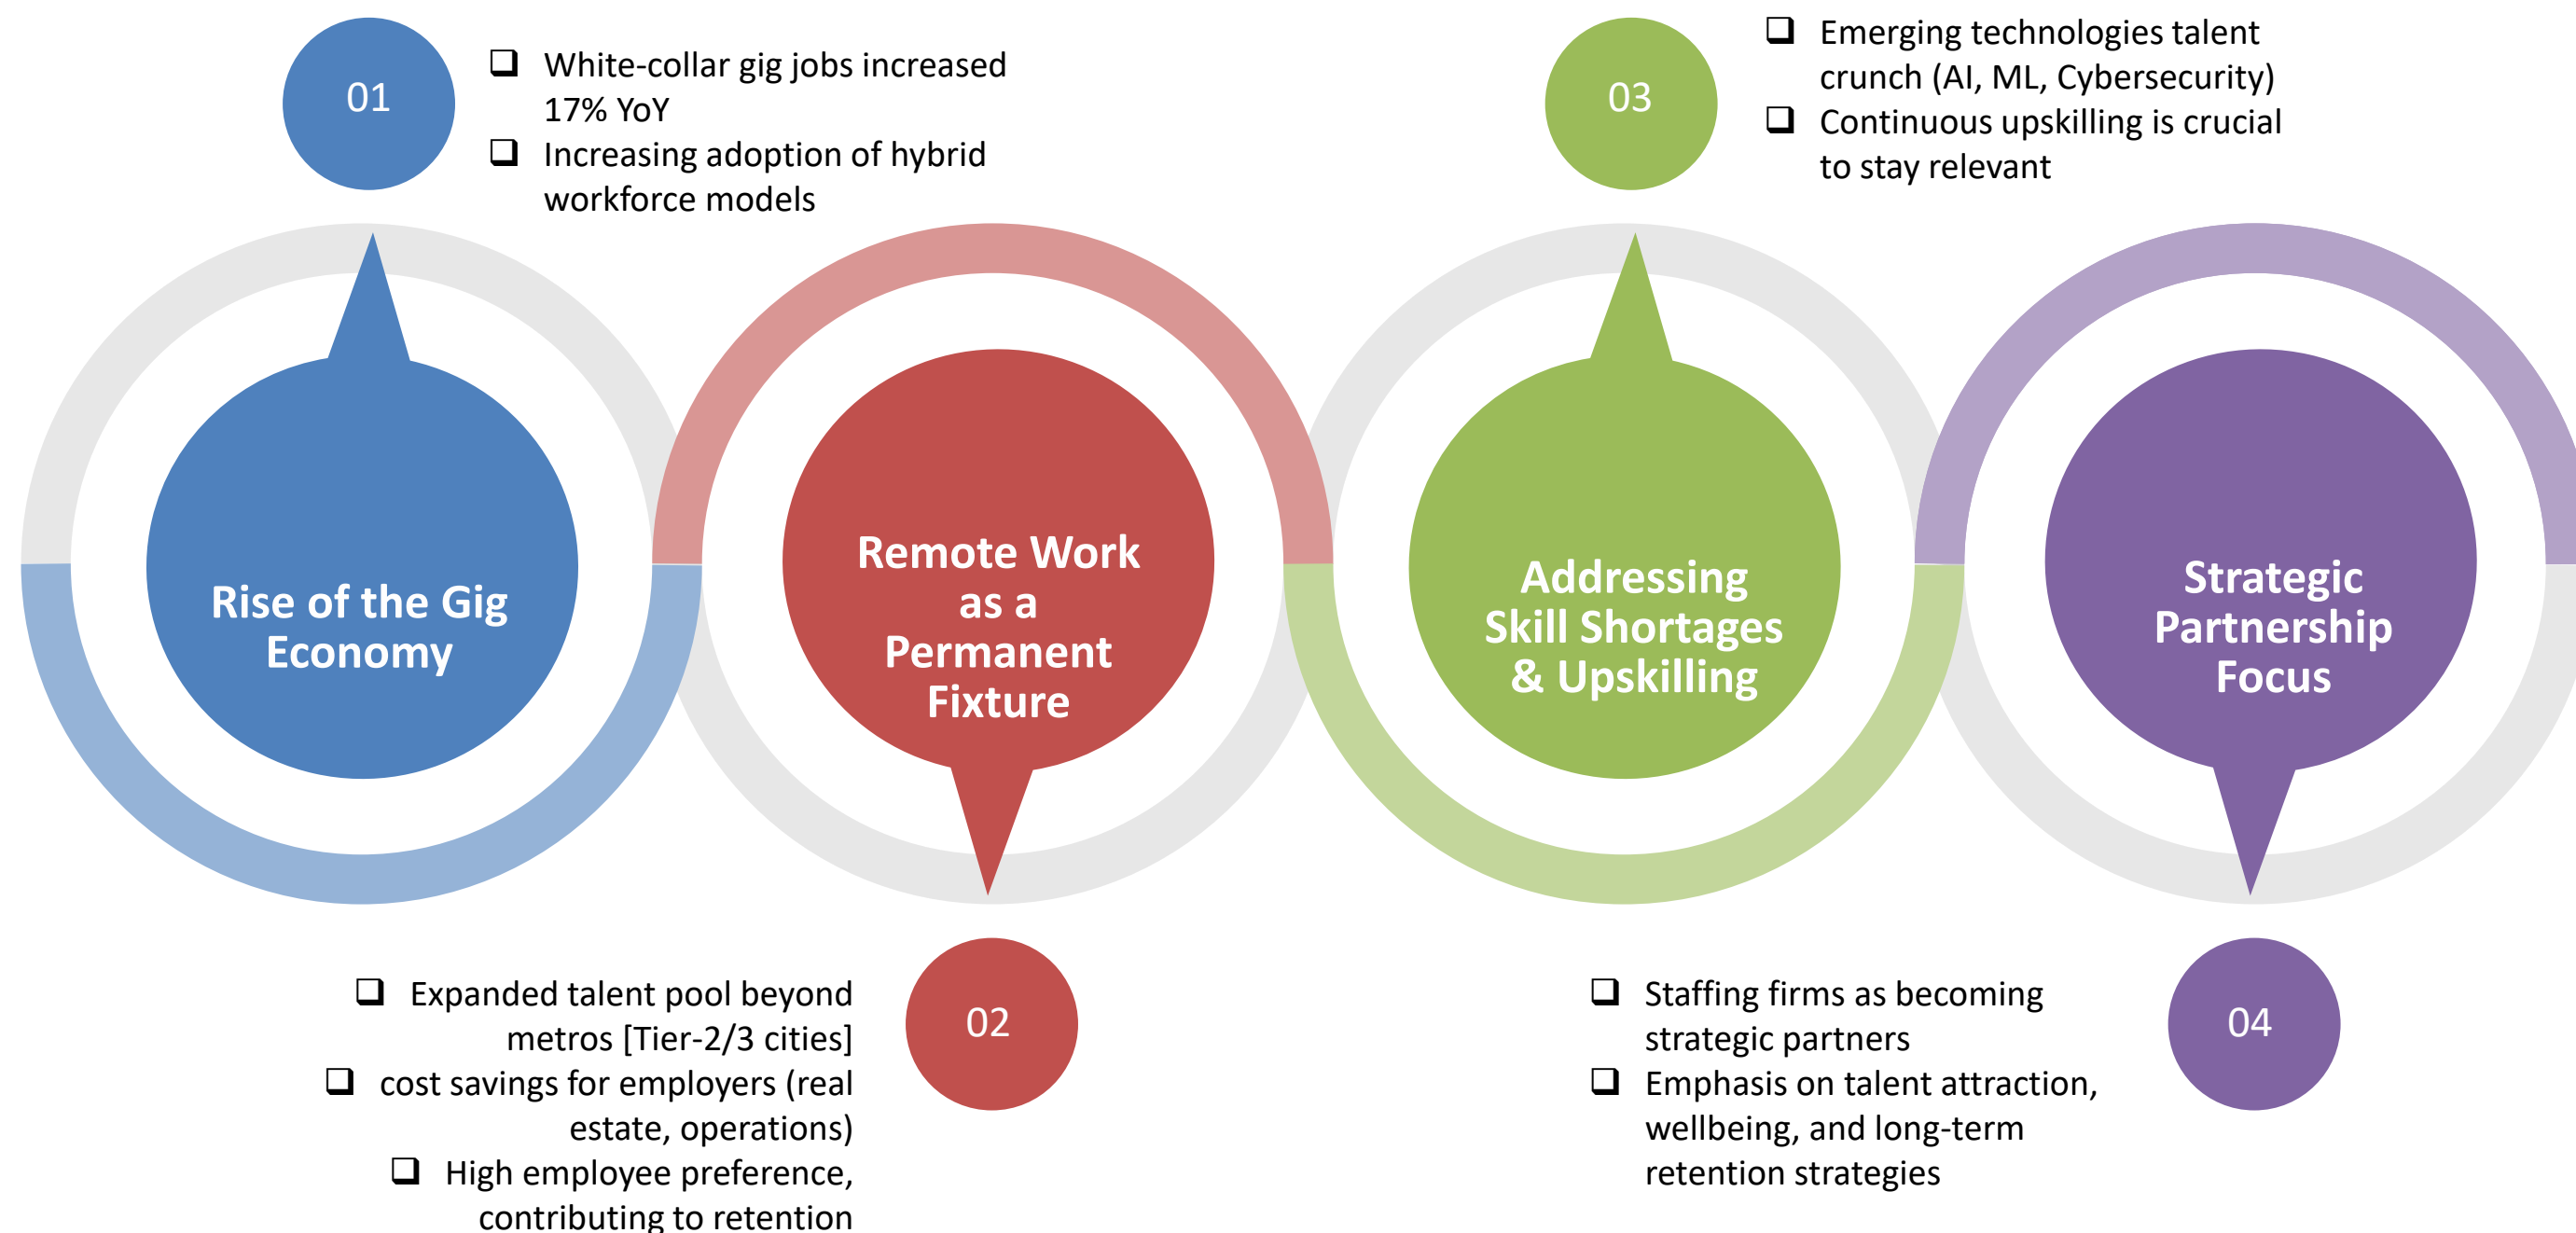 01
White-collar gig jobs increased
17% YoY
Increasing adoption of hybrid
workforce models
Rise of the Gig
Economy
Remote Work
as a
Permanent
Fixture
02
Expanded talent pool beyond
metros [Tier-2/3 cities]
cost savings for employers (real
estate, operations)
High employee preference,
contributing to retention
03
Emerging technologies talent
crunch (AI, ML, Cybersecurity)
Continuous upskilling is crucial
to stay relevant
Addressing
Skill Shortages
& Upskilling
Strategic
Partnership
Focus
04
Staffing firms as becoming
strategic partners
Emphasis on talent attraction,
wellbeing, and long-term
retention strategies